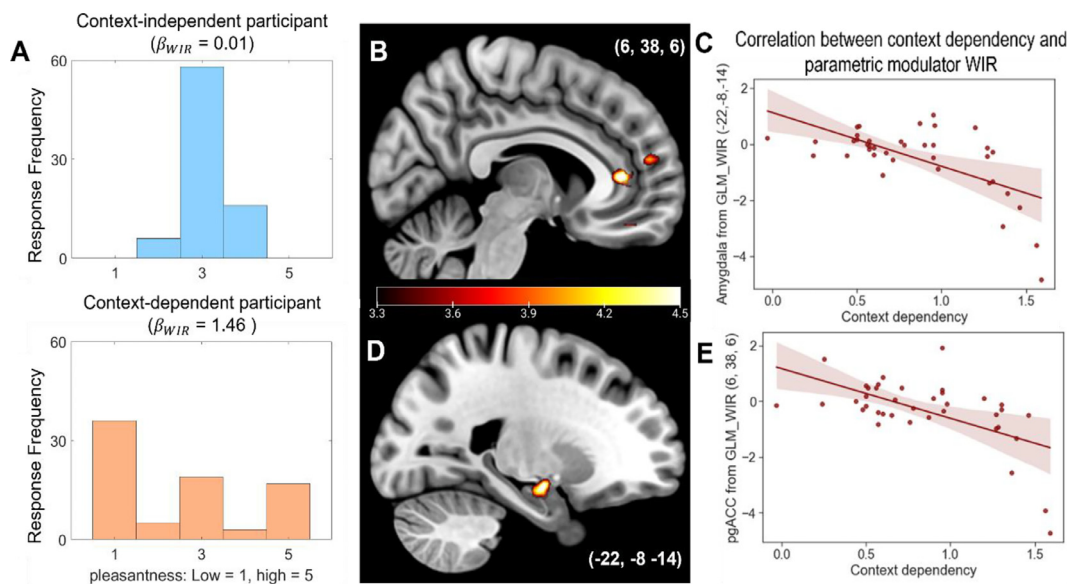 A
Context-independent participant
(βWIR = 0.01)
Response Frequency
60
30
0
1 3 5
Context-dependent participant
(βWIR = 1.46 )
Response Frequency
60
30
0
1 3 5
pleasantness: Low = 1, high = 5
B
(6, 38, 6)
3.3 3.6 3.9 4.2 4.5
D
(-22, -8 -14)
C
Correlation between context dependency and
parametric modulator WIR
Amygdala from GLM_WIR (-22,-8,-14)
2
0
−2
−4
0.0 0.5 1.0 1.5
Context dependency
E
pgACC from GLM_WIR (6, 38, 6)
2
0
−2
−4
0.0 0.5 1.0 1.5
Context dependency